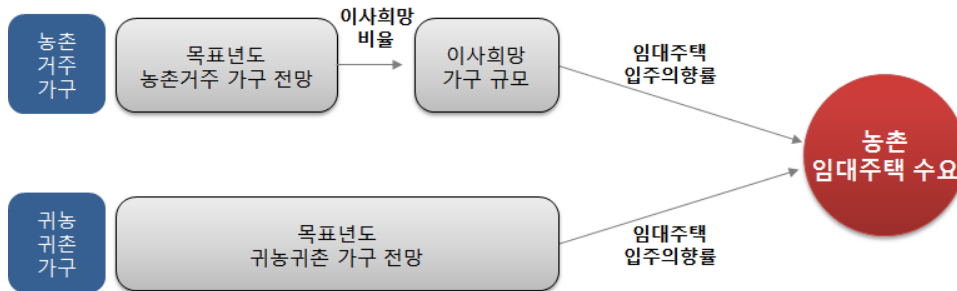 농촌
거주
가구
목표년도
농촌거주 가구 전망
이사희망
비율
이사희망
가구 규모
임대주택
입주의향률
농촌
임대주택 수요
귀농
귀촌
가구
목표년도
귀농귀촌 가구 전망
임대주택
입주의향률